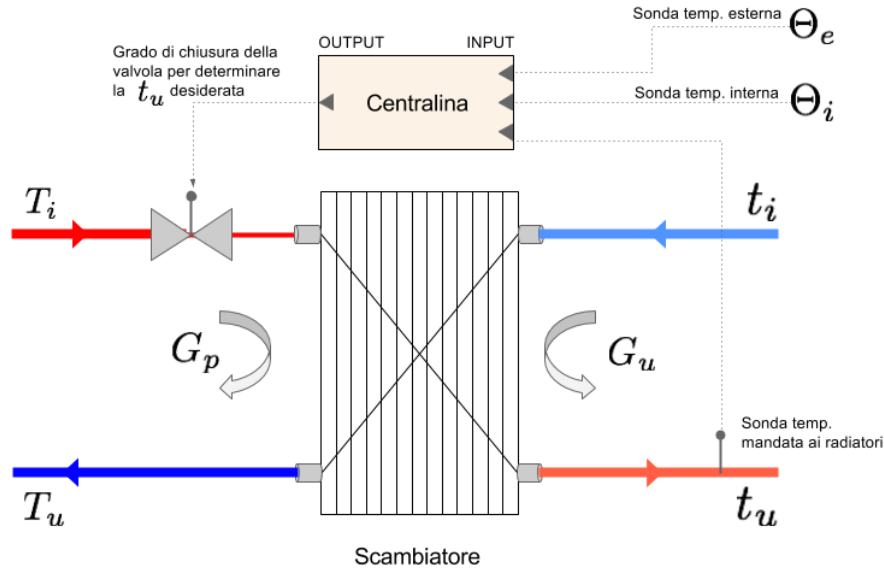 Sonda temp. esterna
Θe
Grado di chiusura della
valvola per determinare
la tu desiderata
OUTPUT
INPUT
Centralina
Sonda temp. interna
Θi
Ti
ti
Gp
Gu
Sonda temp.
mandata ai radiatori
Tu
tu
Scambiatore